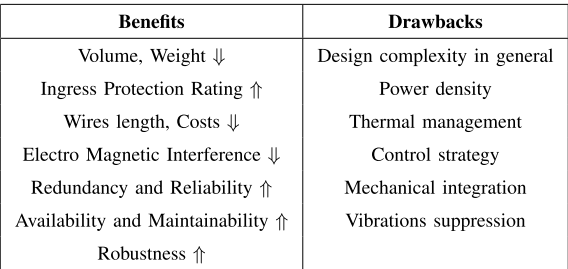 Benefits Drawbacks
Volume, Weight ⇓ Design complexity in general
Ingress Protection Rating ⇑ Power density
Wires length, Costs ⇓ Thermal management
Electro Magnetic Interference ⇓ Control strategy
Redundancy and Reliability ⇑ Mechanical integration
Availability and Maintainability ⇑ Vibrations suppression
Robustness ⇑